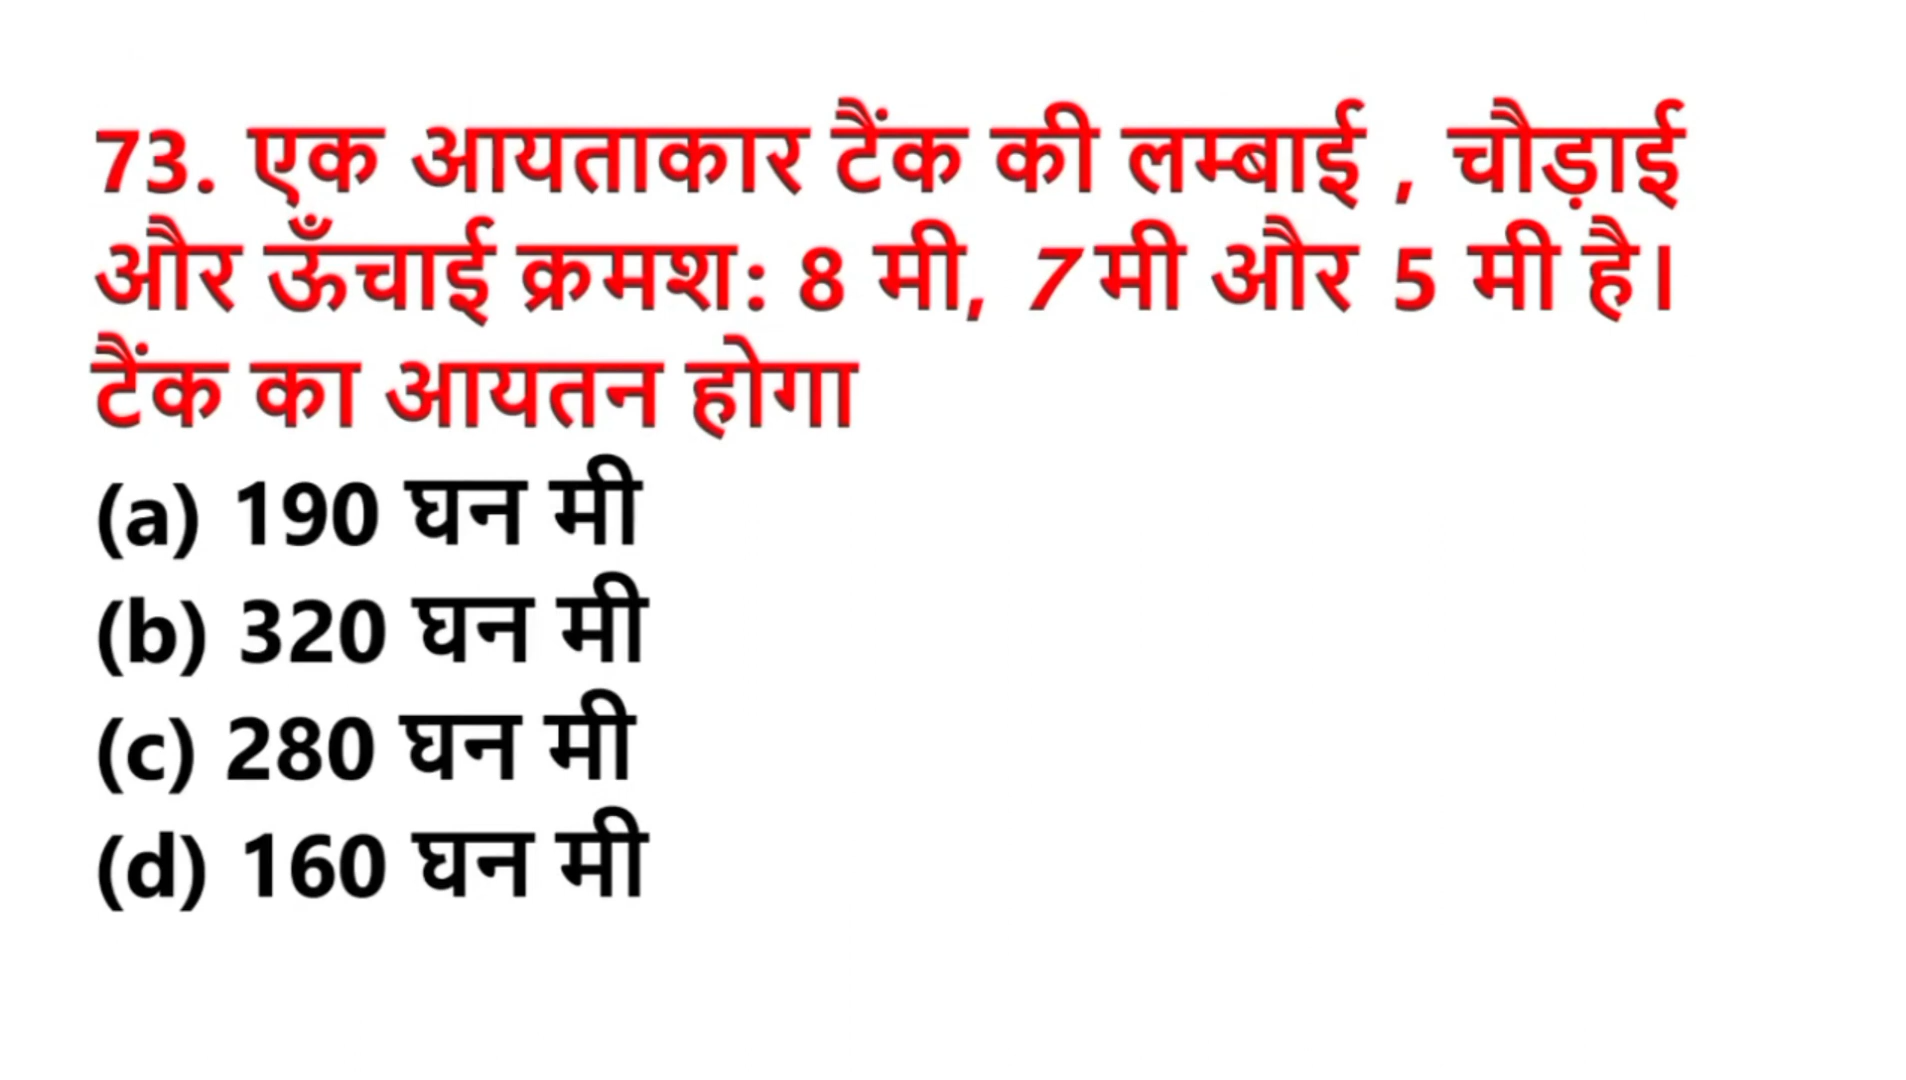 73. एक आयताकार टैंक की लम्बाई , चौड़ाई
और ऊँचाई क्रमश: 8 मी, 7 मी और 5 मी है।
टैंक का आयतन होगा
(a) 190 घन मी
(b) 320 घन मी
(c) 280 घन मी
(d) 160 घन मी